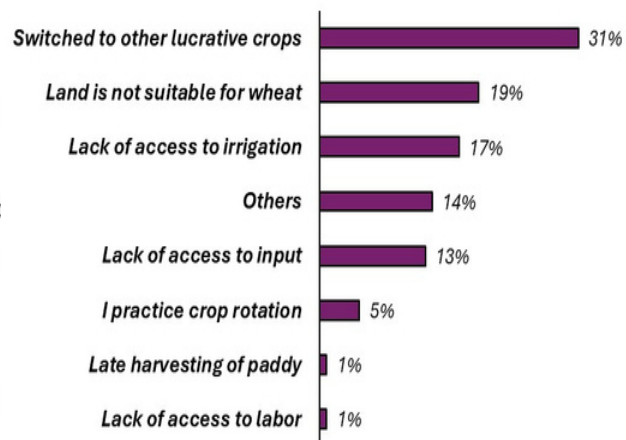 Switched to other lucrative crops 31%
Land is not suitable for wheat 19%
Lack of access to irrigation 17%
Others 14%
Lack of access to input 13%
I practice crop rotation 5%
Late harvesting of paddy 1%
Lack of access to labor 1%